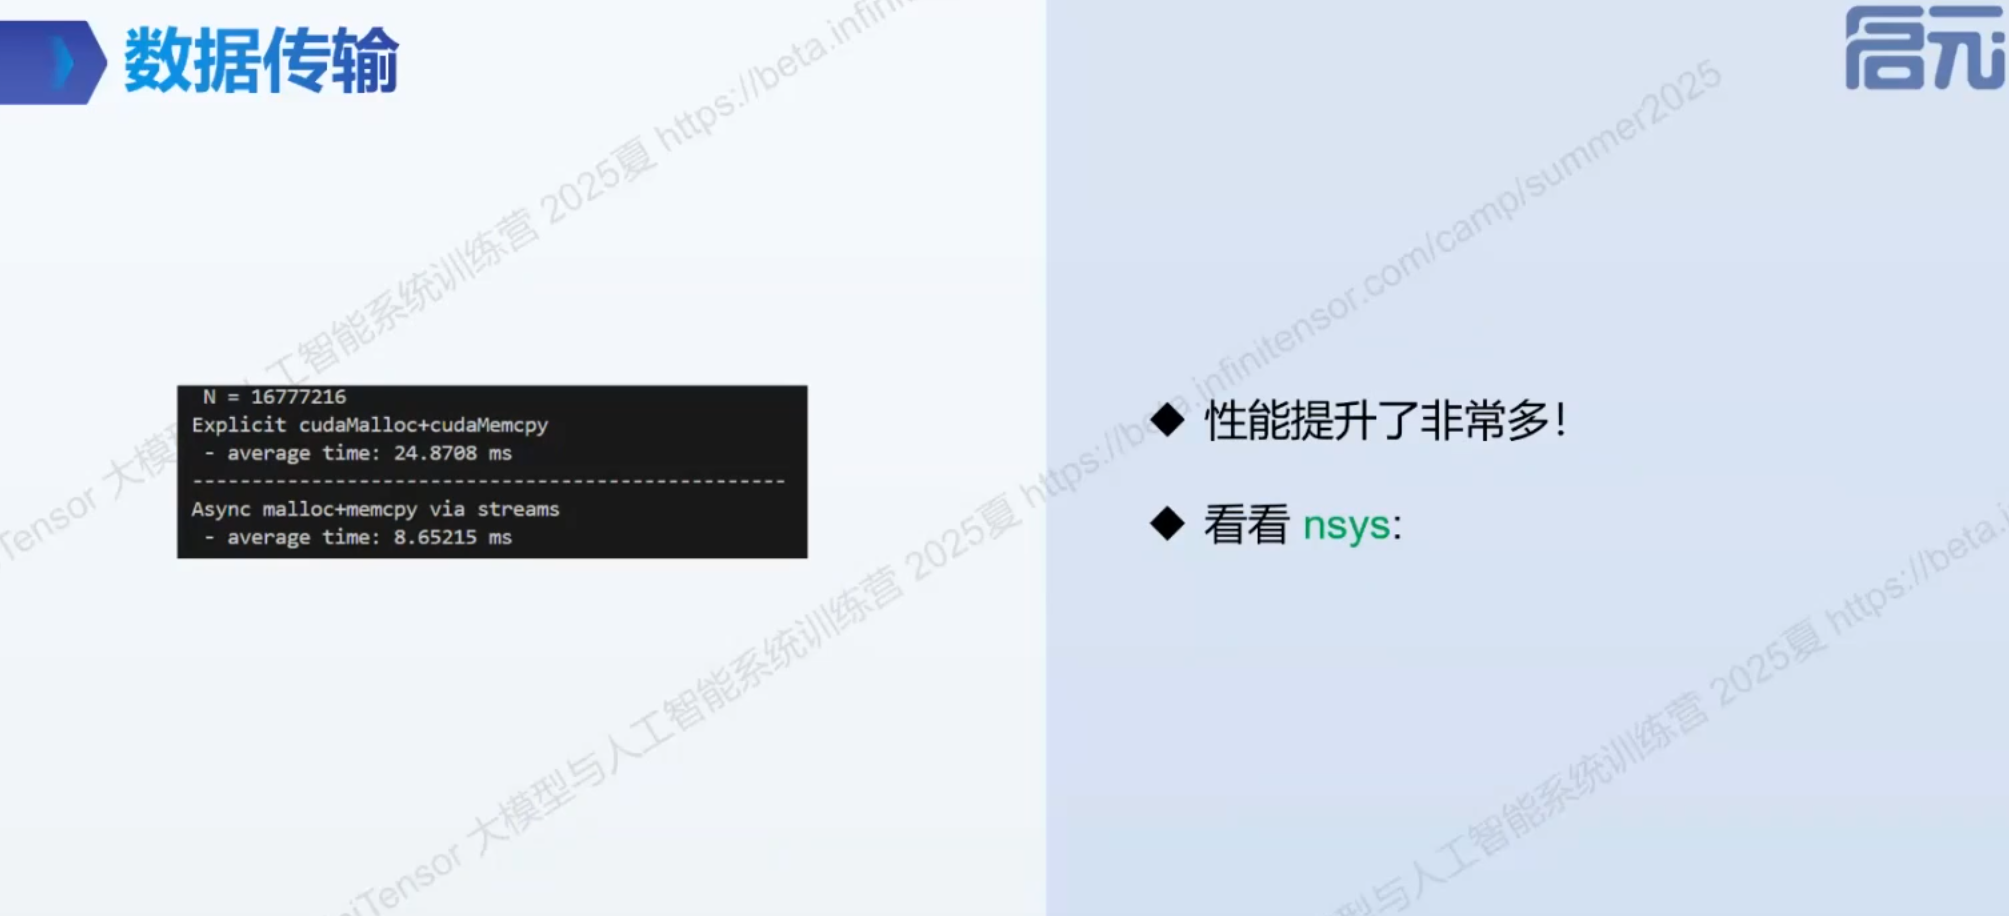 数据传输
启元
N = 16777216
Explicit cudaMalloc+cudaMemcpy
- average time: 24.8708 ms
--------------------------------------------------
Async malloc+memcpy via streams
- average time: 8.65215 ms
◆ 性能提升了非常多！
◆ 看看 nsys:
工智能系统训练营 2025夏 https://beta.infin
Tensor 大模型
https://beta.infinitensor.com/camp/summer2025
iTensor 大模型与人工智能系统训练营 2025夏
型与人工智能系统训练营 2025夏 https://beta.i